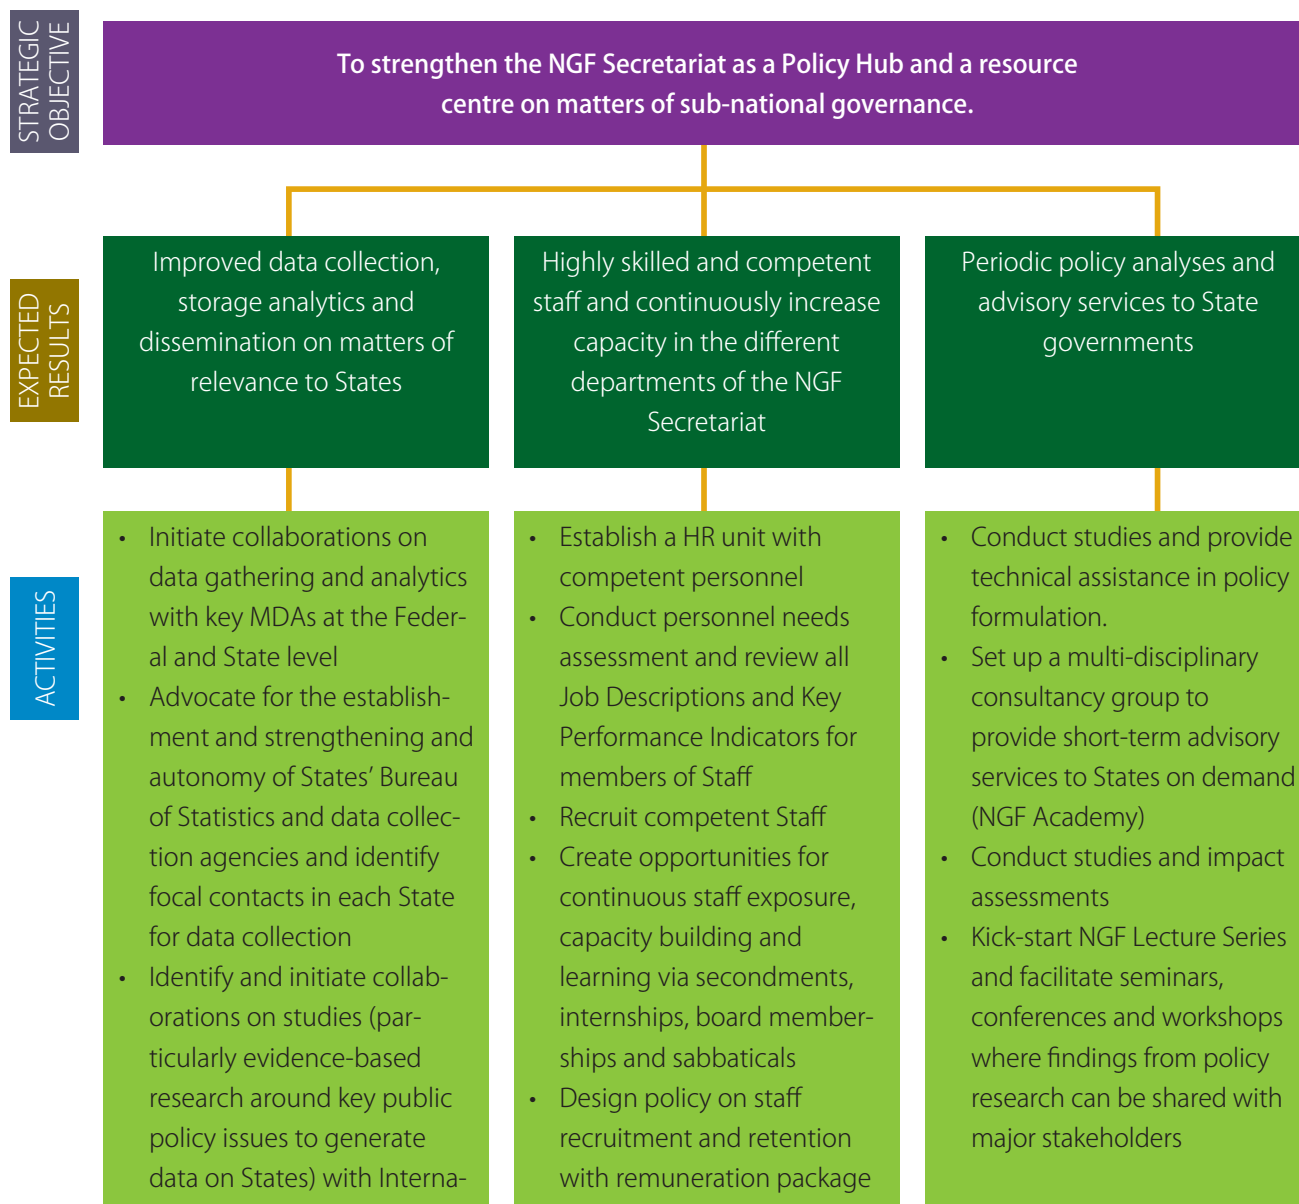 STRATEGIC
OBJECTIVE
To strengthen the NGF Secretariat as a Policy Hub and a resource
centre on matters of sub-national governance.
EXPECTED
RESULTS
Improved data collection,
storage analytics and
dissemination on matters of
relevance to States
Highly skilled and competent
staff and continuously increase
capacity in the different
departments of the NGF
Secretariat
Periodic policy analyses and
advisory services to State
governments
ACTIVITIES
• Initiate collaborations on
data gathering and analytics
with key MDAs at the Feder-
al and State level
• Advocate for the establish-
ment and strengthening and
autonomy of States’ Bureau
of Statistics and data collec-
tion agencies and identify
focal contacts in each State
for data collection
• Identify and initiate collab-
orations on studies (par-
ticularly evidence-based
research around key public
policy issues to generate
data on States) with Interna-
• Establish a HR unit with
competent personnel
• Conduct personnel needs
assessment and review all
Job Descriptions and Key
Performance Indicators for
members of Staff
• Recruit competent Staff
• Create opportunities for
continuous staff exposure,
capacity building and
learning via secondments,
internships, board member-
ships and sabbaticals
• Design policy on staff
recruitment and retention
with remuneration package
• Conduct studies and provide
technical assistance in policy
formulation.
• Set up a multi-disciplinary
consultancy group to
provide short-term advisory
services to States on demand
(NGF Academy)
• Conduct studies and impact
assessments
• Kick-start NGF Lecture Series
and facilitate seminars,
conferences and workshops
where findings from policy
research can be shared with
major stakeholders